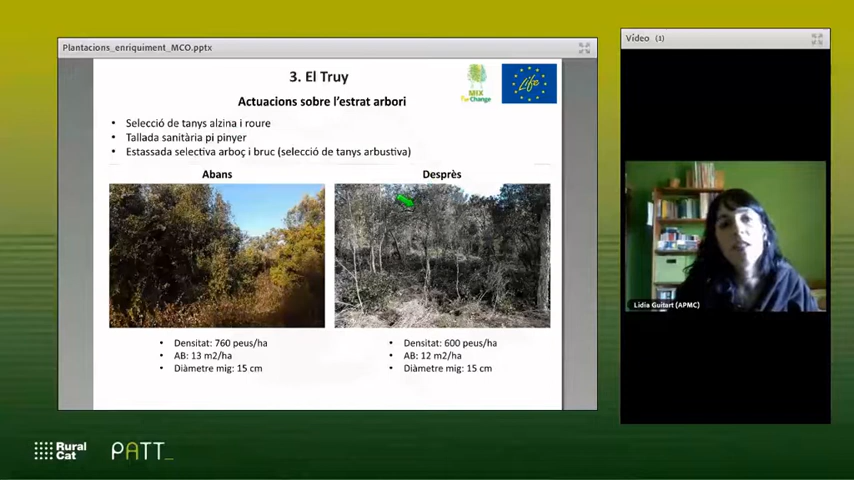 Plantacions_enriquiment_MCO.pptx
Vídeo (1)
3. El Truy
MIX
ForChange
Life
Actuacions sobre l'estrat arbori
• Selecció de tanys alzina i roure
• Tallada sanitària pi pinyer
• Estassada selectiva arboç i bruc (selecció de tanys arbustiva)
Abans
Desprès
• Densitat: 760 peus/ha
• AB: 13 m2/ha
• Diàmetre mig: 15 cm
• Densitat: 600 peus/ha
• AB: 12 m2/ha
• Diàmetre mig: 15 cm
Lidia Guitart (APMC)
Rural
Cat
PATT_